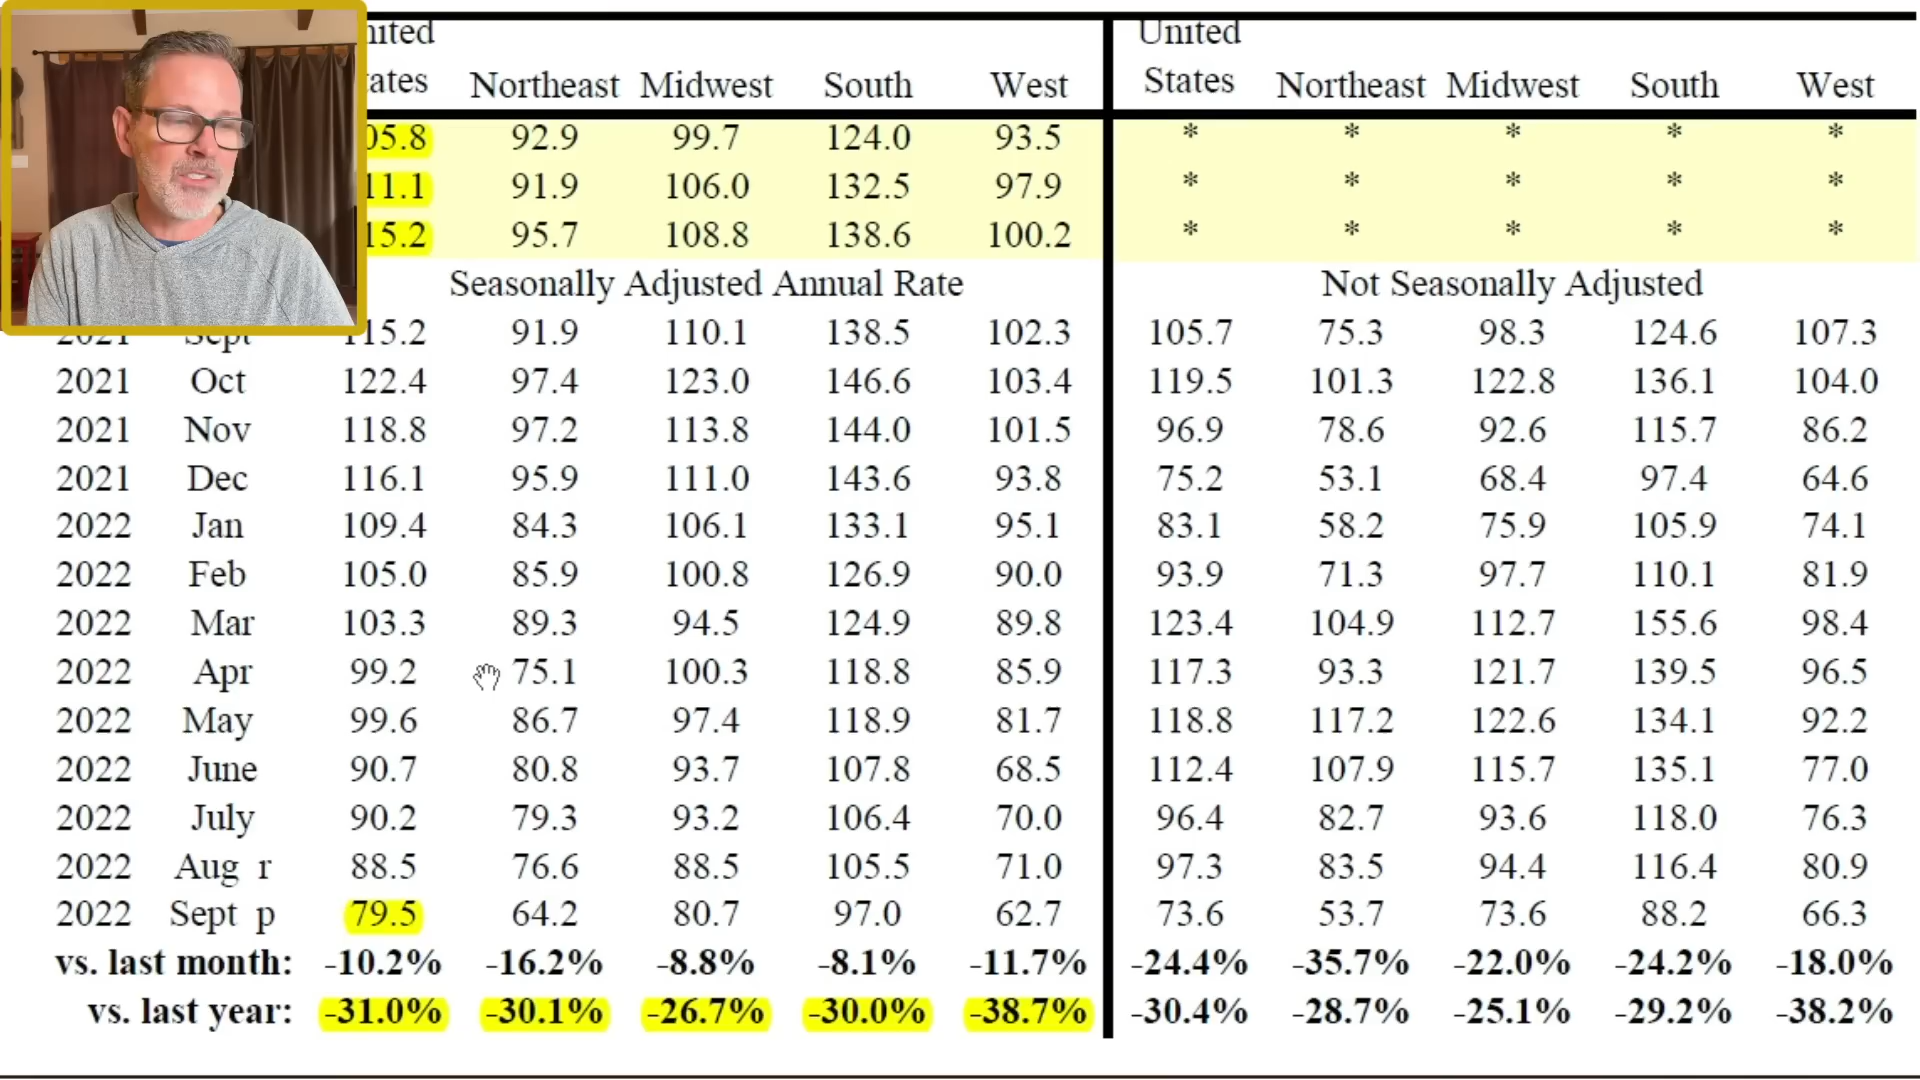 United
States Northeast Midwest South West States Northeast Midwest South West
92.9 99.7 124.0 93.5 * * * * *
91.9 106.0 132.5 97.9 * * * * *
95.7 108.8 138.6 100.2 * * * * *
Seasonally Adjusted Annual Rate Not Seasonally Adjusted
2021 Sept 115.2 91.9 110.1 138.5 102.3 105.7 75.3 98.3 124.6 107.3
2021 Oct 122.4 97.4 123.0 146.6 103.4 119.5 101.3 122.8 136.1 104.0
2021 Nov 118.8 97.2 113.8 144.0 101.5 96.9 78.6 92.6 115.7 86.2
2021 Dec 116.1 95.9 111.0 143.6 93.8 75.2 53.1 68.4 97.4 64.6
2022 Jan 109.4 84.3 106.1 133.1 95.1 83.1 58.2 75.9 105.9 74.1
2022 Feb 105.0 85.9 100.8 126.9 90.0 93.9 71.3 97.7 110.1 81.9
2022 Mar 103.3 89.3 94.5 124.9 89.8 123.4 104.9 112.7 155.6 98.4
2022 Apr 99.2 75.1 100.3 118.8 85.9 117.3 93.3 121.7 139.5 96.5
2022 May 99.6 86.7 97.4 118.9 81.7 118.8 117.2 122.6 134.1 92.2
2022 June 90.7 80.8 93.7 107.8 68.5 112.4 107.9 115.7 135.1 77.0
2022 July 90.2 79.3 93.2 106.4 70.0 96.4 82.7 93.6 118.0 76.3
2022 Aug r 88.5 76.6 88.5 105.5 71.0 97.3 83.5 94.4 116.4 80.9
2022 Sept p 79.5 64.2 80.7 97.0 62.7 73.6 53.7 73.6 88.2 66.3
vs. last month: -10.2% -16.2% -8.8% -8.1% -11.7% -24.4% -35.7% -22.0% -24.2% -18.0%
vs. last year: -31.0% -30.1% -26.7% -30.0% -38.7% -30.4% -28.7% -25.1% -29.2% -38.2%